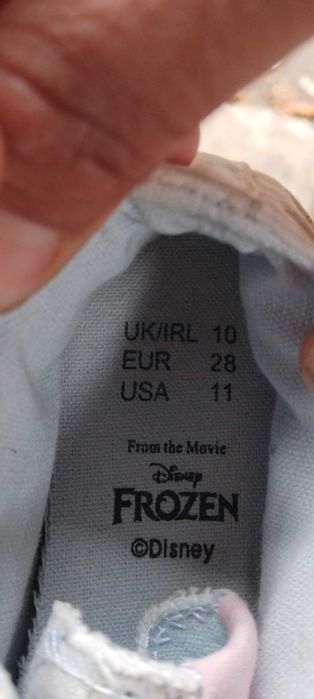 UK/IRL 10
EUR 28
USA 11
From the Movie
Disney
FROZEN
©Disney